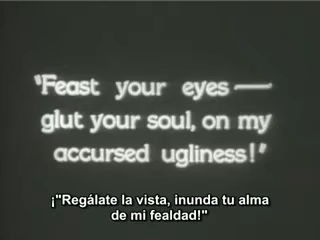 "Feast your eyes—
glut your soul, on my
accursed ugliness!"
¡"Regálate la vista, inunda tu alma
de mi fealdad!"